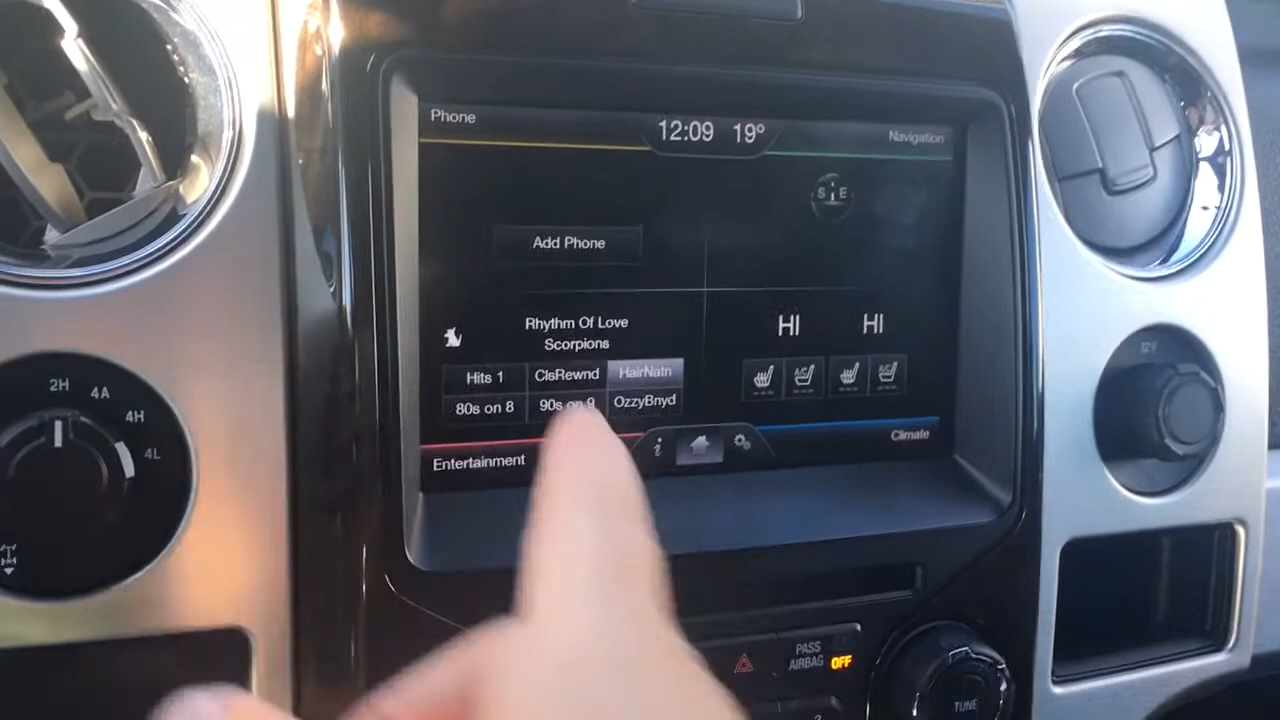 Phone
12:09 19°
Navigation
S E
Add Phone
Rhythm Of Love
Scorpions
HI HI
Hits 1 ClsRewnd HairNatn
80s on 8 90s on 9 OzzyBnyd
A/C A/C
Entertainment
i
Climate
2H
4A
4H
4L
12V
PASS
AIRBAG OFF
TUNE
2